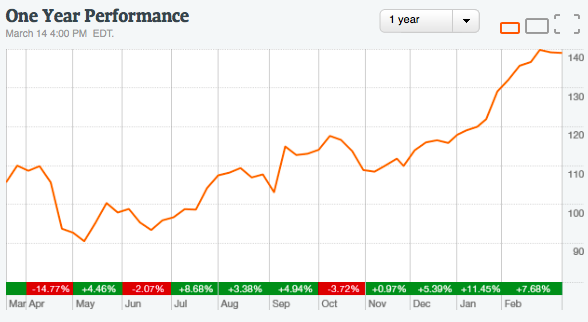 One Year Performance
1 year
March 14 4:00 PM EDT.
140
130
120
110
100
90
-14.77% +4.46% -2.07% +8.68% +3.38% +4.94% -3.72% +0.97% +5.39% +11.45% +7.68%
Mar Apr May Jun Jul Aug Sep Oct Nov Dec Jan Feb